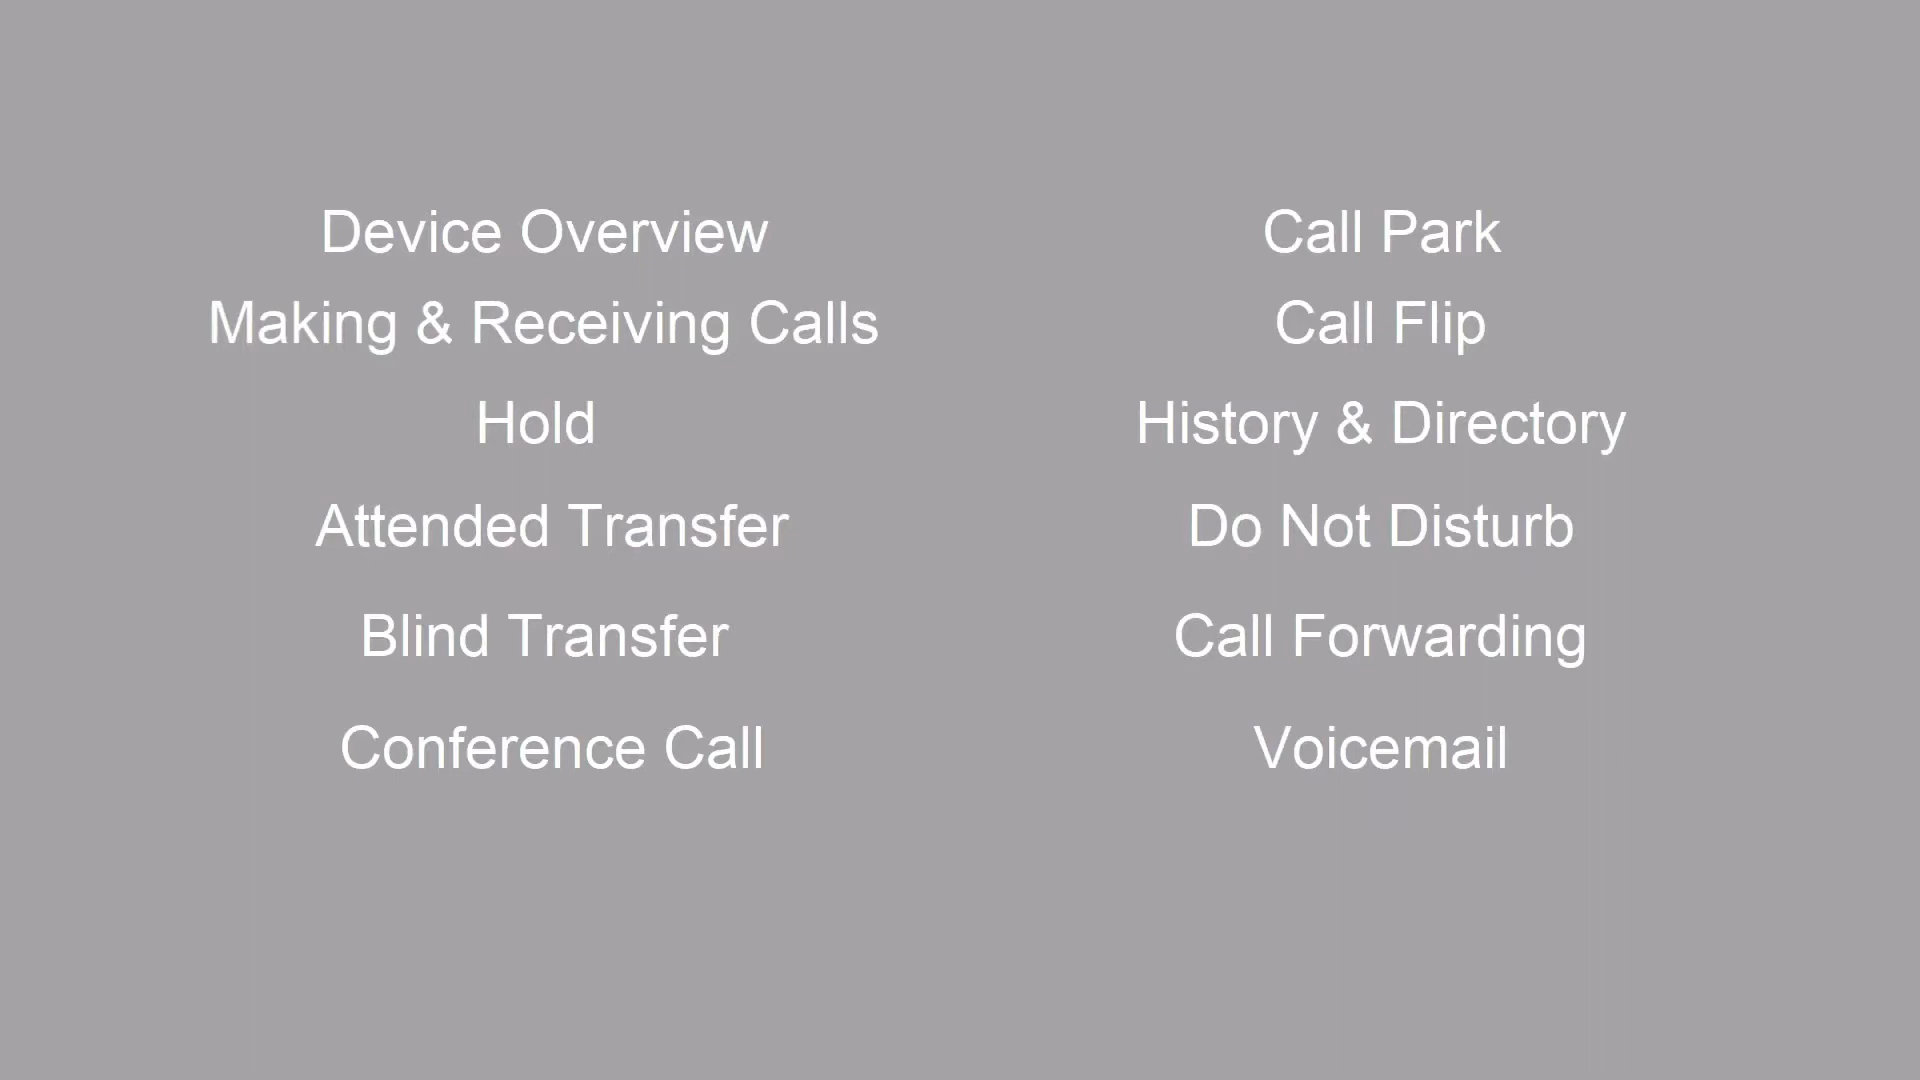 Device Overview
Making & Receiving Calls
Hold
Attended Transfer
Blind Transfer
Conference Call
Call Park
Call Flip
History & Directory
Do Not Disturb
Call Forwarding
Voicemail